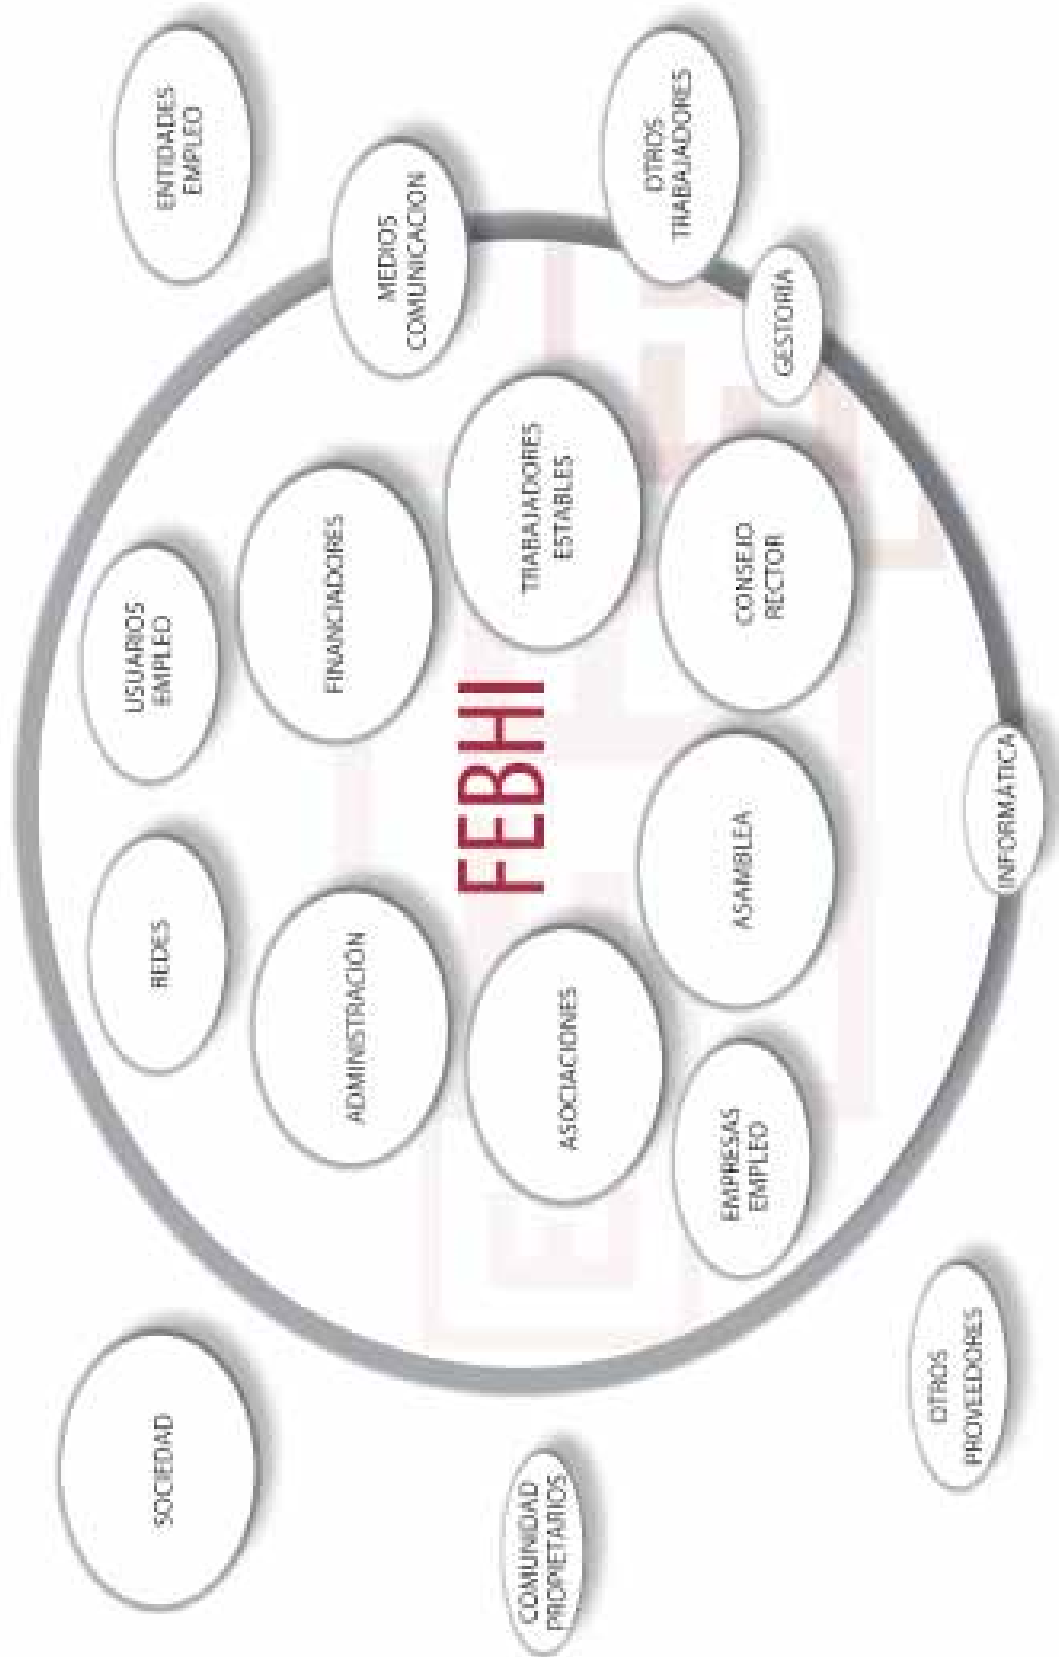 SOCIEDAD
REDES
USUARIOS
EMPLEO
ENTIDADES
EMPLEO
ADMINISTRACIÓN
FINANCIADORES
MEDIOS
COMUNICACIÓN
COMUNIDAD
PROPIETARIOS
ASOCIACIONES
FEBHI
TRABAJADORES
ESTABLES
OTROS
TRABAJADORES
EMPRESAS
EMPLEO
ASAMBLEA
CONSEJO
RECTOR
GESTORÍA
OTROS
PROVEEDORES
INFORMÁTICA